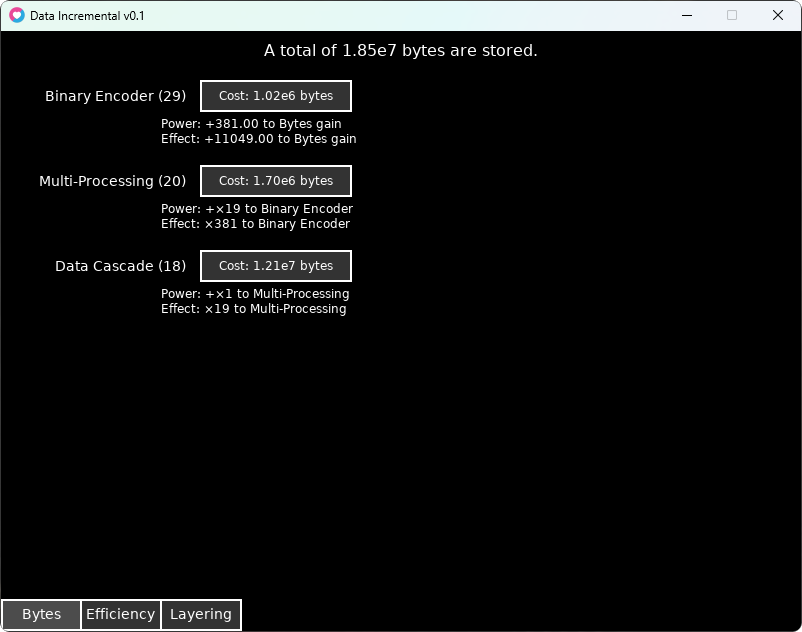 Data Incremental v0.1
A total of 1.85e7 bytes are stored.
Binary Encoder (29) Cost: 1.02e6 bytes
Power: +381.00 to Bytes gain
Effect: +11049.00 to Bytes gain
Multi-Processing (20) Cost: 1.70e6 bytes
Power: +×19 to Binary Encoder
Effect: ×381 to Binary Encoder
Data Cascade (18) Cost: 1.21e7 bytes
Power: +×1 to Multi-Processing
Effect: ×19 to Multi-Processing
Bytes Efficiency Layering